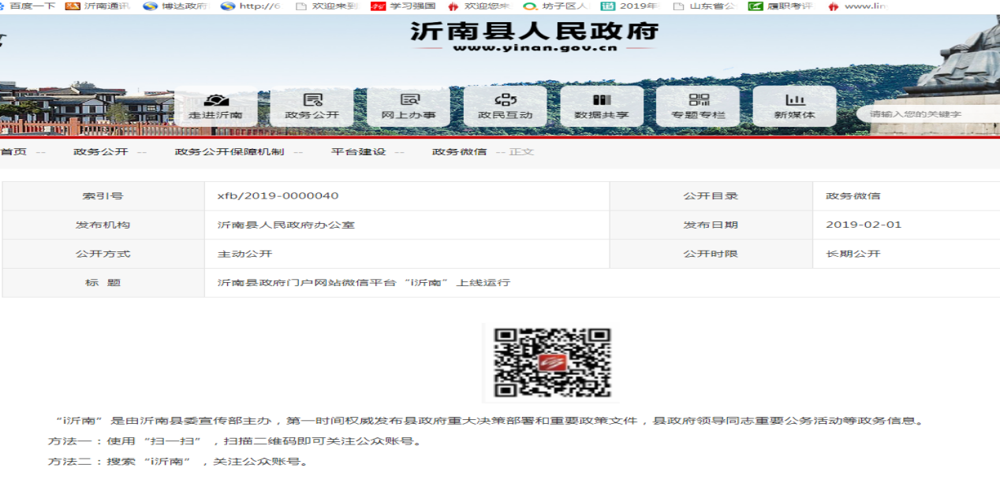 百度一下 沂南通讯 博达政府 http://6 欢迎来到 学习强国 欢迎您来 坊子区人 2019年 山东省公 履职考评 www.lin
沂南县人民政府
www.yinan.gov.cn
走进沂南 政务公开 网上办事 政民互动 数据共享 专题专栏 新媒体 请输入您的关键字
首页 -- 政务公开 -- 政务公开保障机制 -- 平台建设 -- 政务微信 -- 正文
索引号 xfb/2019-0000040 公开目录 政务微信
发布机构 沂南县人民政府办公室 发布日期 2019-02-01
公开方式 主动公开 公开时限 长期公开
标 题 沂南县政府门户网站微信平台“i沂南”上线运行
“i沂南”是由沂南县委宣传部主办，第一时间权威发布县政府重大决策部署和重要政策文件，县政府领导同志重要公务活动等政务信息。
方法一：使用“扫一扫”，扫描二维码即可关注公众账号。
方法二：搜索“i沂南”，关注公众账号。